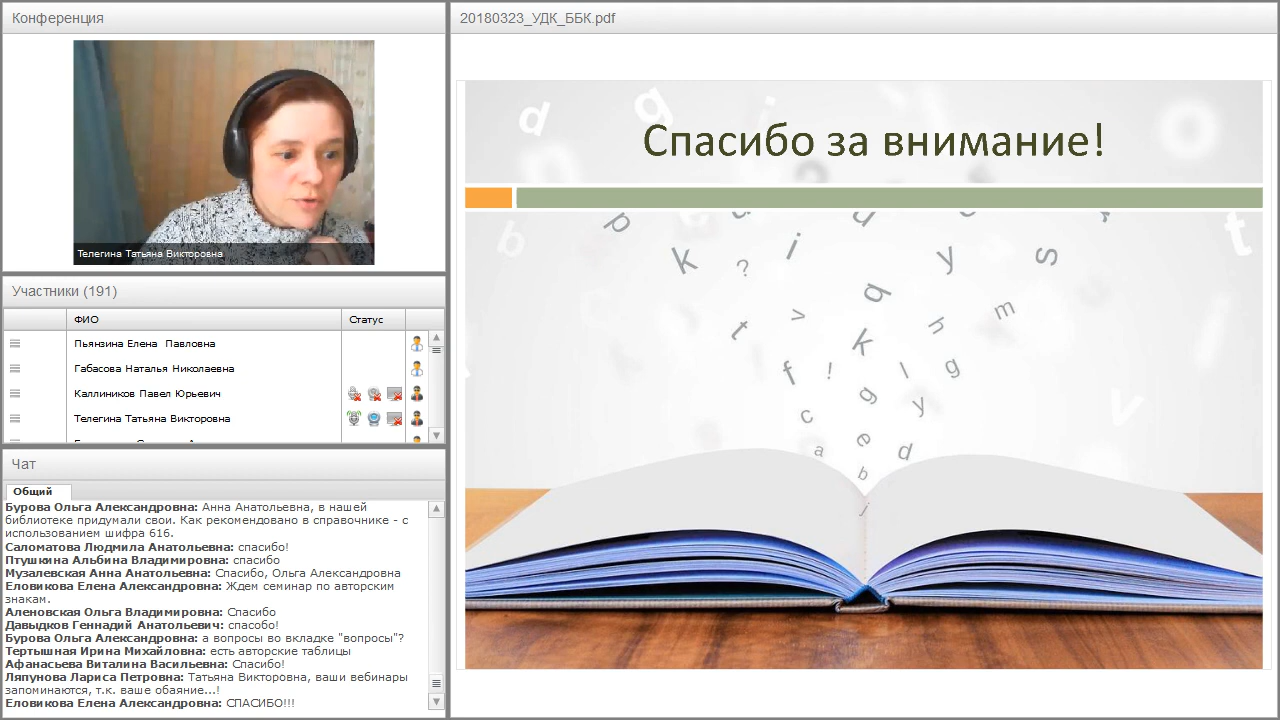 Конференция
Телегина Татьяна Викторовна
Участники (191)
ФИО Статус
Пьянзина Елена Павловна
Габасова Наталья Николаевна
Каллиников Павел Юрьевич
Телегина Татьяна Викторовна
Чат
Общий
Бурова Ольга Александровна: Анна Анатольевна, в нашей
библиотеке придумали свои. Как рекомендовано в справочнике - с
использованием шифра 616.
Саломатова Людмила Анатольевна: спасибо!
Птушкина Альбина Владимировна: спасибо
Музалевская Анна Анатольевна: Спасибо, Ольга Александровна
Еловикова Елена Александровна: Ждем семинар по авторским
знакам.
Аленовская Ольга Владимировна: Спасибо
Давыдков Геннадий Анатольевич: спасобо!
Бурова Ольга Александровна: а вопросы во вкладке "вопросы"?
Тертышная Ирина Михайловна: есть авторские таблицы
Афанасьева Виталина Васильевна: Спасибо!
Ляпунова Лариса Петровна: Татьяна Викторовна, ваши вебинары
запоминаются, т.к. ваше обаяние...!
Еловикова Елена Александровна: СПАСИБО!!!
20180323_УДК_ББК.pdf
Спасибо за внимание!